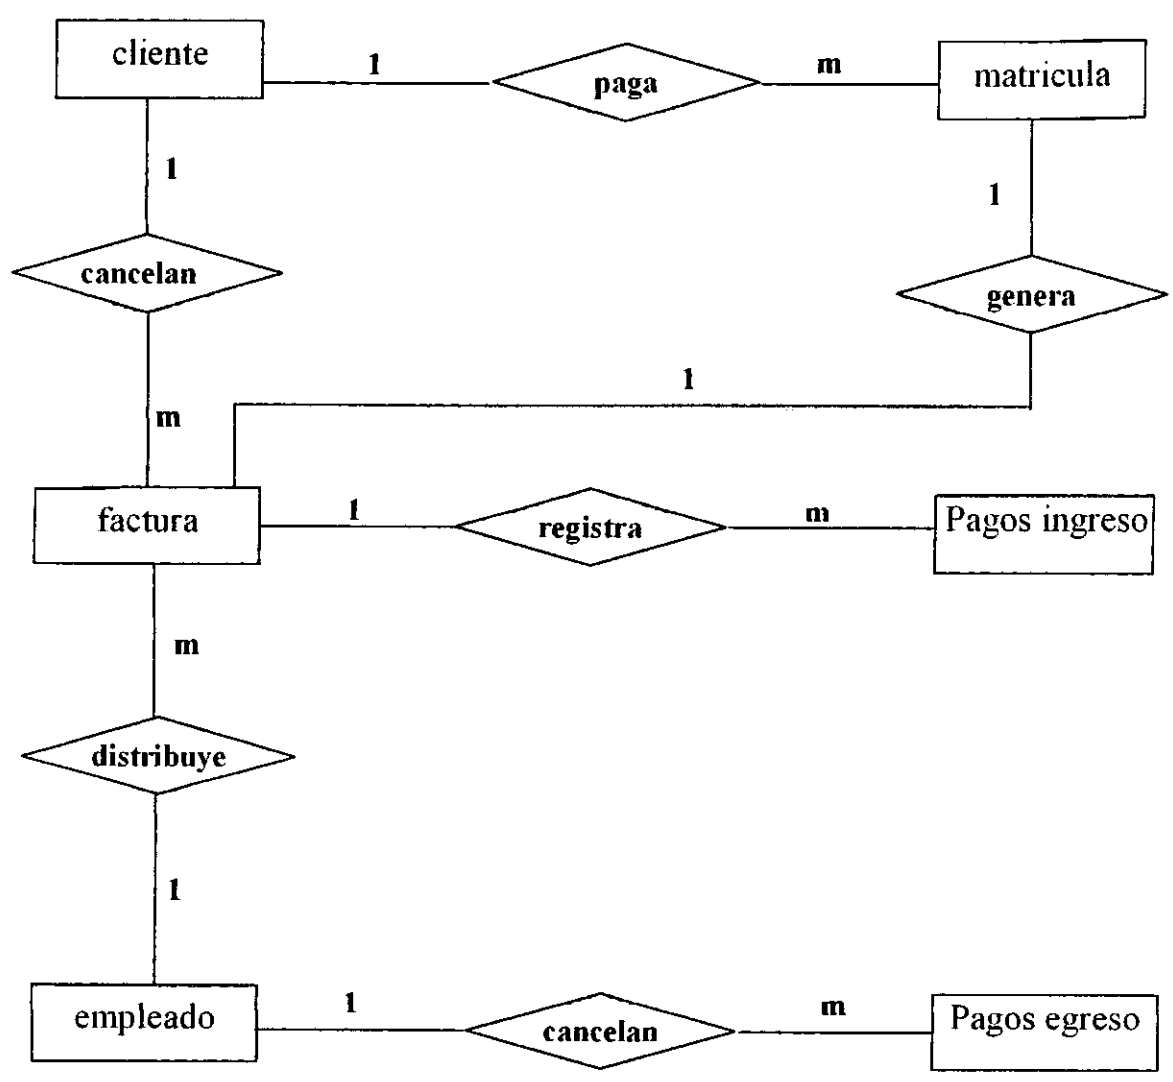 cliente
1
paga
m
matricula
1
cancelan
m
1
genera
1
factura
1
registra
m
Pagos ingreso
m
distribuye
1
empleado
1
cancelan
m
Pagos egreso